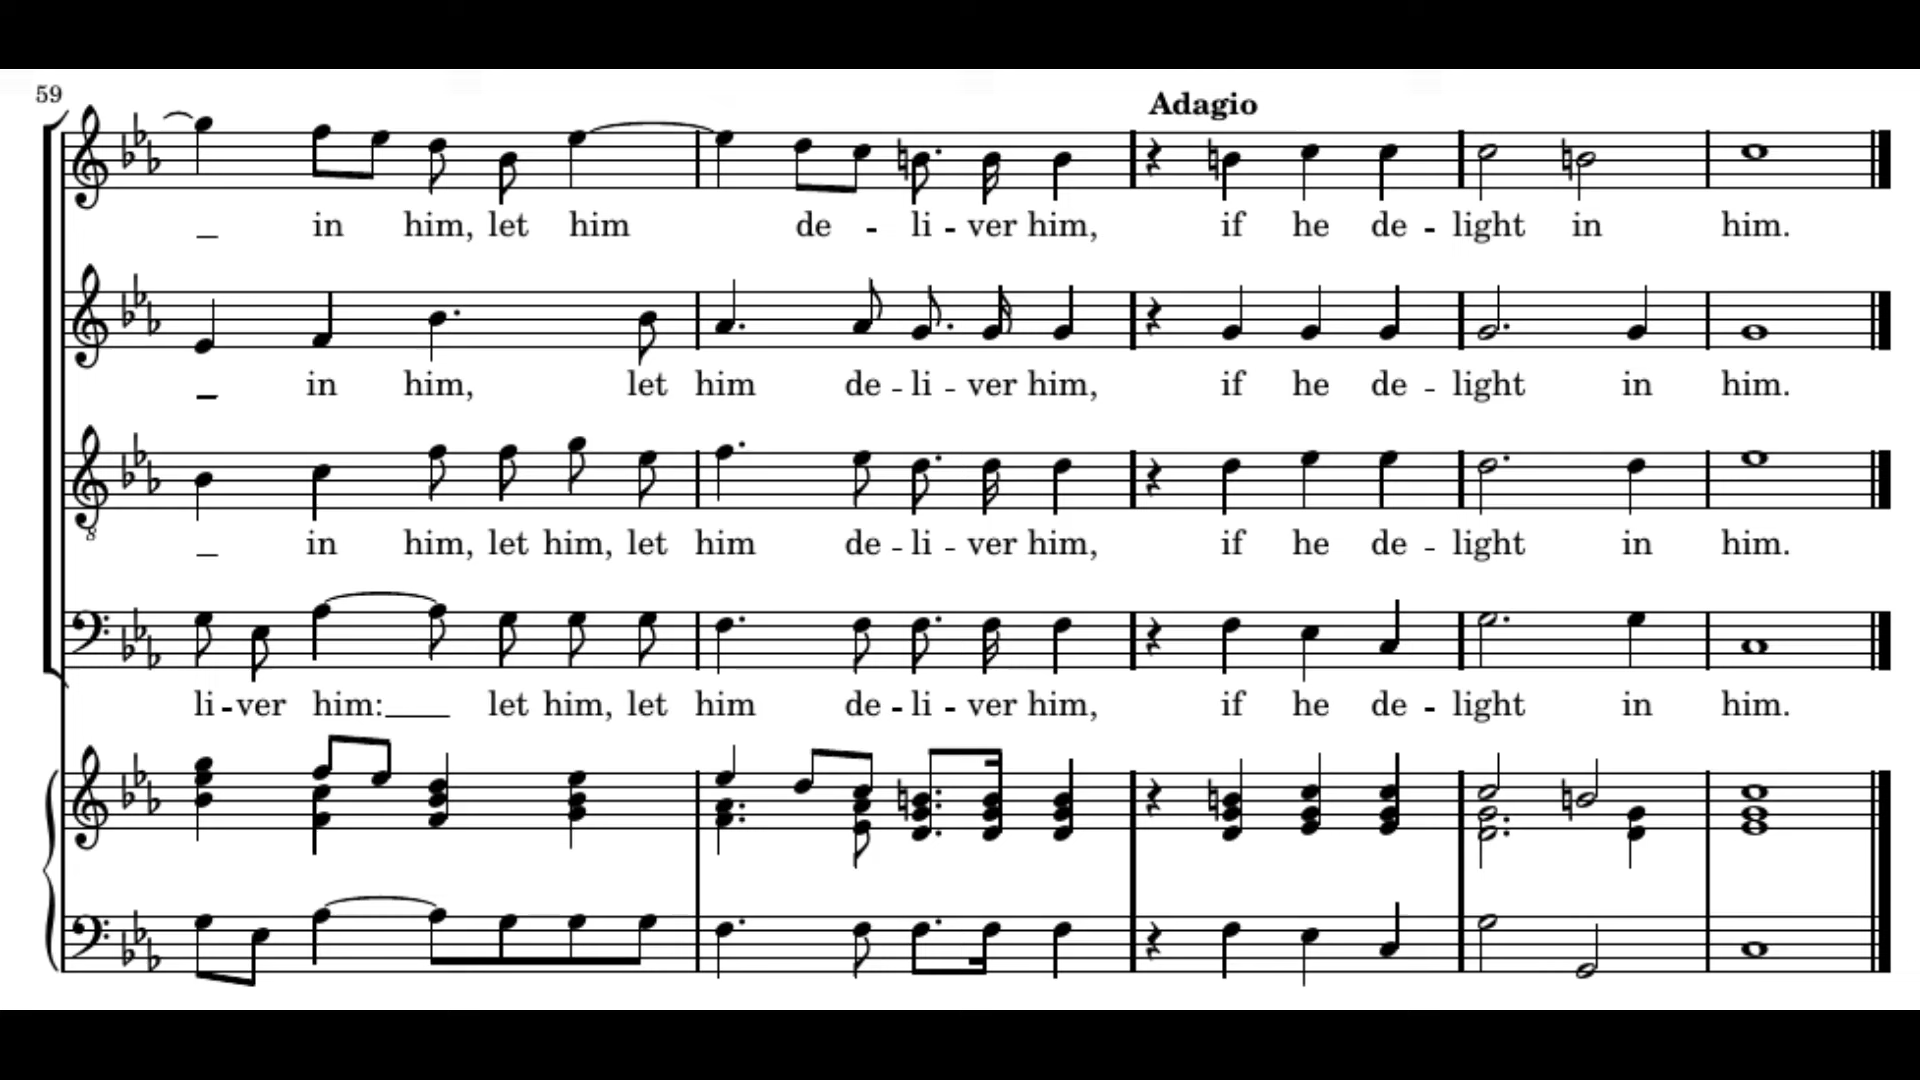 59
Adagio
_ in him, let him de - li - ver him, if he de - light in him.
_ in him, let him de - li - ver him, if he de - light in him.
8
_ in him, let him, let him de - li - ver him, if he de - light in him.
li - ver him:___ let him, let him de - li - ver him, if he de - light in him.